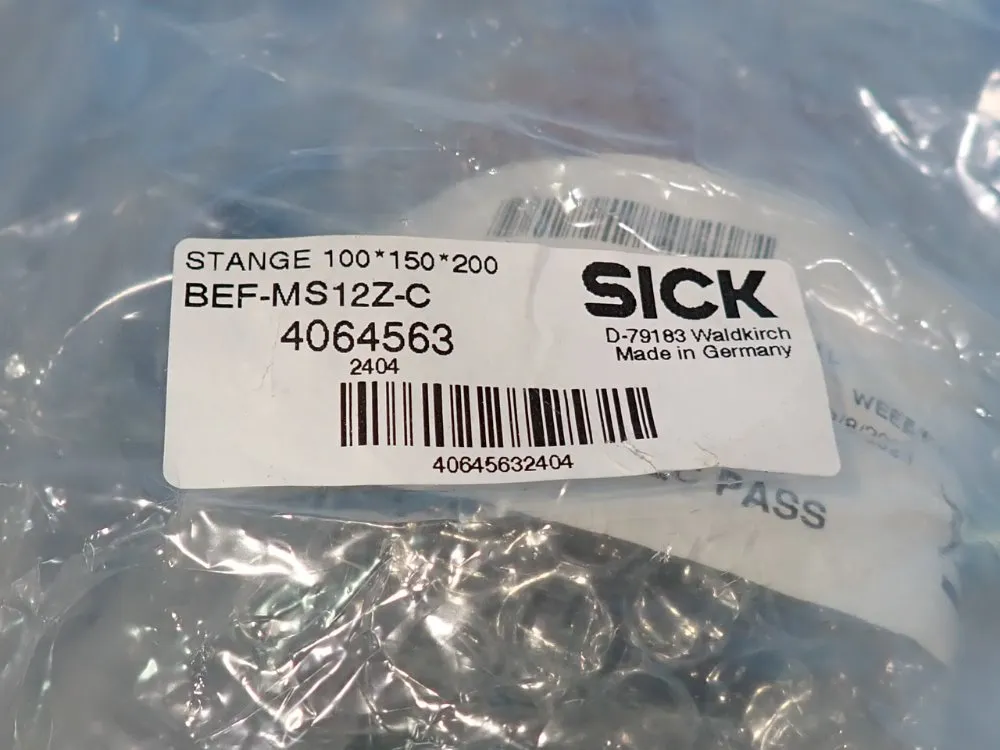 STANGE 100*150*200
BEF-MS12Z-C
4064563
2404
40645632404
SICK
D-79183 Waldkirch
Made in Germany
PASS